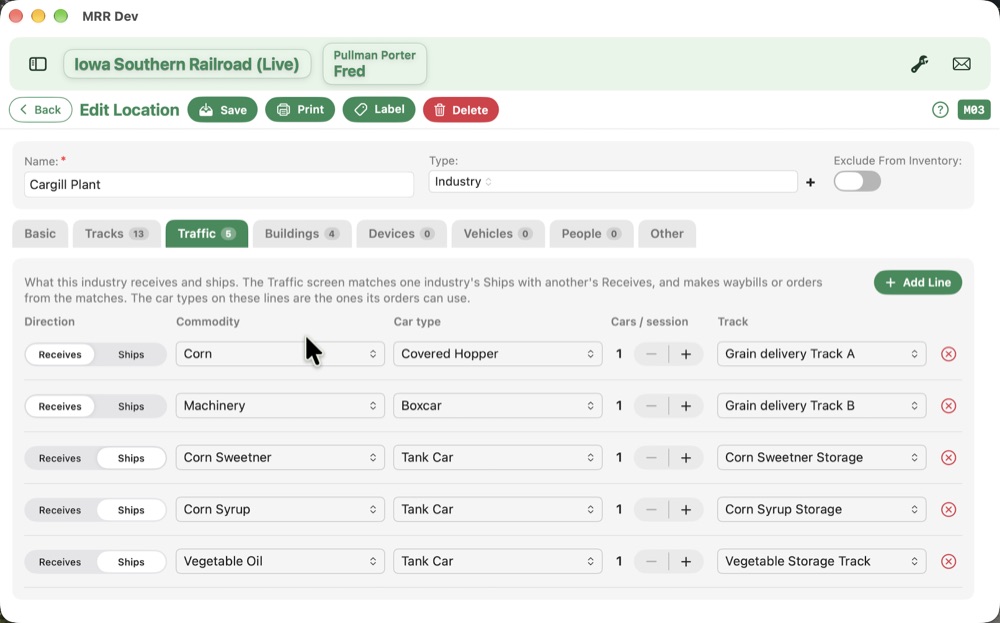 MRR Dev
Iowa Southern Railroad (Live)
Pullman Porter
Fred
Back
Edit Location
Save
Print
Label
Delete
?
M03
Name: *
Cargill Plant
Type:
Industry
+
Exclude From Inventory:
Basic
Tracks 13
Traffic 5
Buildings 4
Devices 0
Vehicles 0
People 0
Other
What this industry receives and ships. The Traffic screen matches one industry's Ships with another's Receives, and makes waybills or orders
from the matches. The car types on these lines are the ones its orders can use.
+ Add Line
Direction Commodity Car type Cars / session Track
Receives Ships Corn Covered Hopper 1 − + Grain delivery Track A
Receives Ships Machinery Boxcar 1 − + Grain delivery Track B
Receives Ships Corn Sweetner Tank Car 1 − + Corn Sweetner Storage
Receives Ships Corn Syrup Tank Car 1 − + Corn Syrup Storage
Receives Ships Vegetable Oil Tank Car 1 − + Vegetable Storage Track